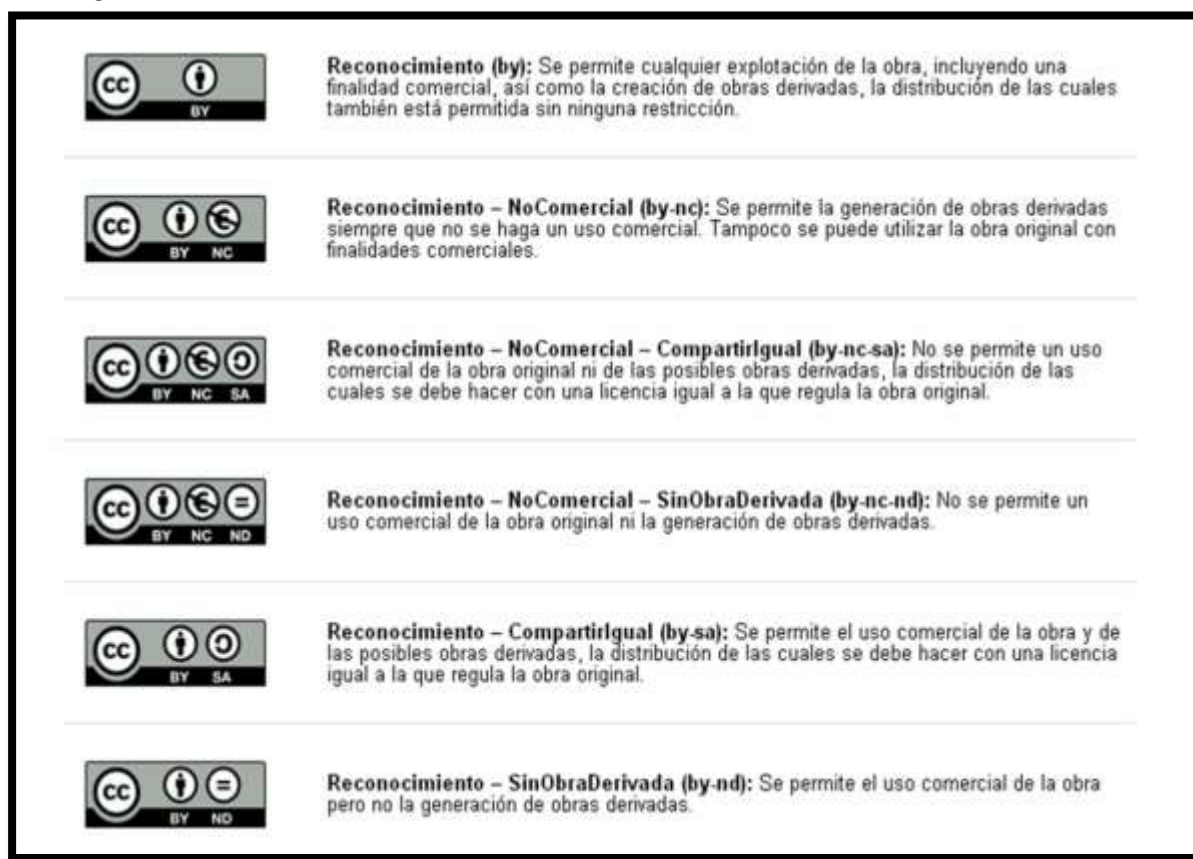 cc
BY
Reconocimiento (by): Se permite cualquier explotación de la obra, incluyendo una
finalidad comercial, así como la creación de obras derivadas, la distribución de las cuales
también está permitida sin ninguna restricción.
cc
BY NC
Reconocimiento – NoComercial (by-nc): Se permite la generación de obras derivadas
siempre que no se haga un uso comercial. Tampoco se puede utilizar la obra original con
finalidades comerciales.
cc
BY NC SA
Reconocimiento – NoComercial – CompartirIgual (by-nc-sa): No se permite un uso
comercial de la obra original ni de las posibles obras derivadas, la distribución de las
cuales se debe hacer con una licencia igual a la que regula la obra original.
cc
BY NC ND
Reconocimiento – NoComercial – SinObraDerivada (by-nc-nd): No se permite un
uso comercial de la obra original ni la generación de obras derivadas.
cc
BY SA
Reconocimiento – CompartirIgual (by-sa): Se permite el uso comercial de la obra y de
las posibles obras derivadas, la distribución de las cuales se debe hacer con una licencia
igual a la que regula la obra original.
cc
BY ND
Reconocimiento – SinObraDerivada (by-nd): Se permite el uso comercial de la obra
pero no la generación de obras derivadas.